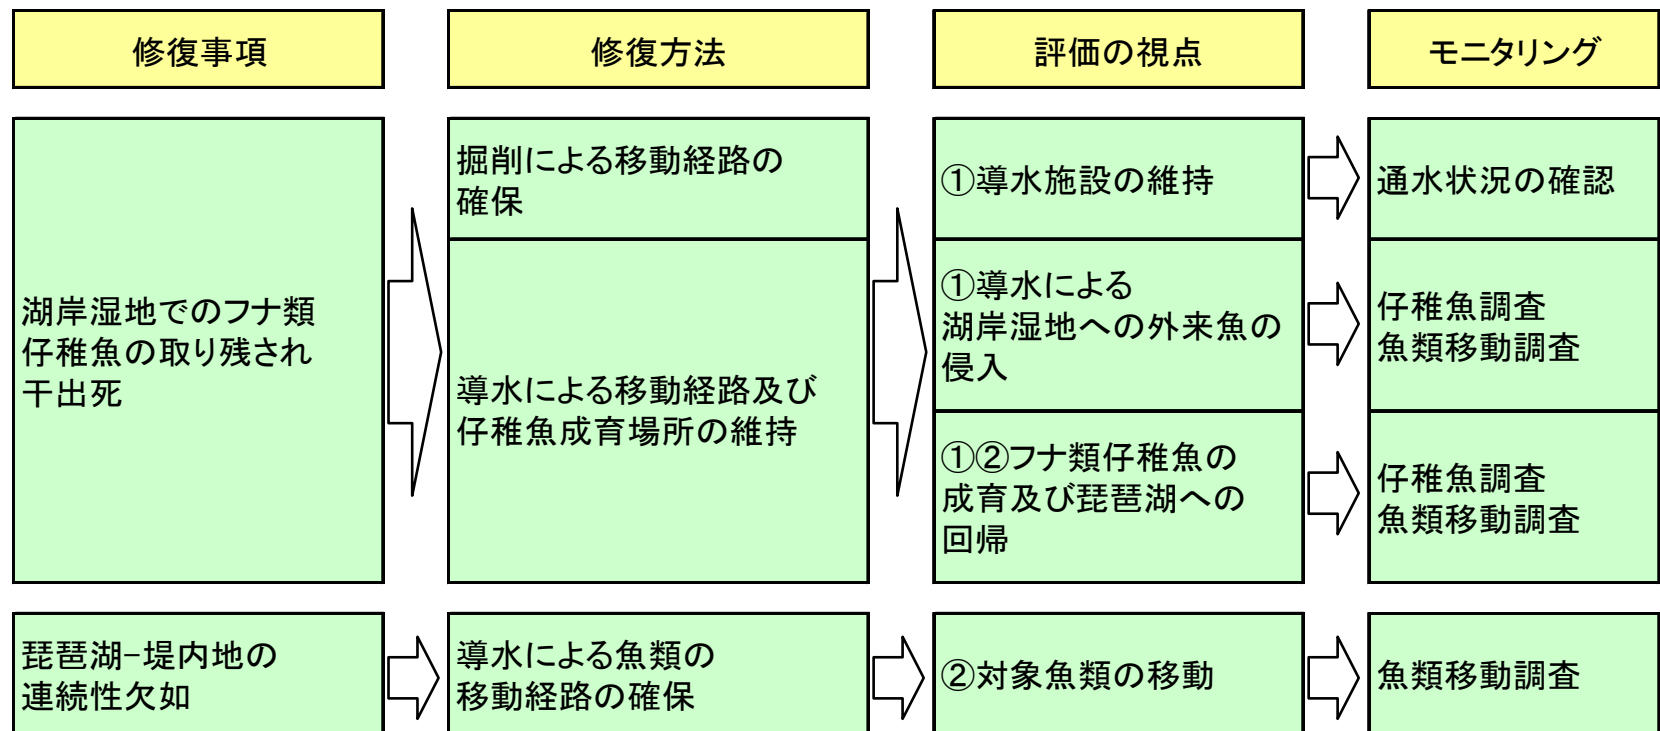 修復事項
修復方法
評価の視点
モニタリング
湖岸湿地でのフナ類
仔稚魚の取り残され
干出死
掘削による移動経路の
確保
導水による移動経路及び
仔稚魚成育場所の維持
①導水施設の維持
通水状況の確認
①導水による
湖岸湿地への外来魚の
侵入
仔稚魚調査
魚類移動調査
①②フナ類仔稚魚の
成育及び琵琶湖への
回帰
仔稚魚調査
魚類移動調査
琵琶湖−堤内地の
連続性欠如
導水による魚類の
移動経路の確保
②対象魚類の移動
魚類移動調査